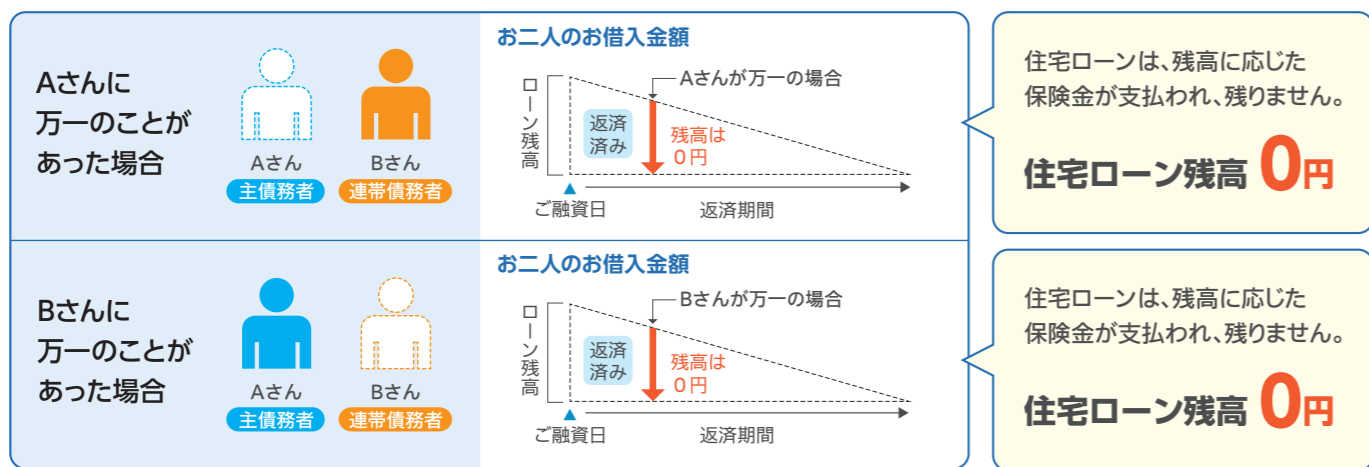 Aさんに
万一のことが
あった場合
Aさん
主債務者
Bさん
連帯債務者
お二人のお借入金額
ローン残高
Aさんが万一の場合
返済
済み
残高は
0円
ご融資日
返済期間
住宅ローンは、残高に応じた
保険金が支払われ、残りません。
住宅ローン残高 0円
Bさんに
万一のことが
あった場合
Aさん
主債務者
Bさん
連帯債務者
お二人のお借入金額
ローン残高
Bさんが万一の場合
返済
済み
残高は
0円
ご融資日
返済期間
住宅ローンは、残高に応じた
保険金が支払われ、残りません。
住宅ローン残高 0円